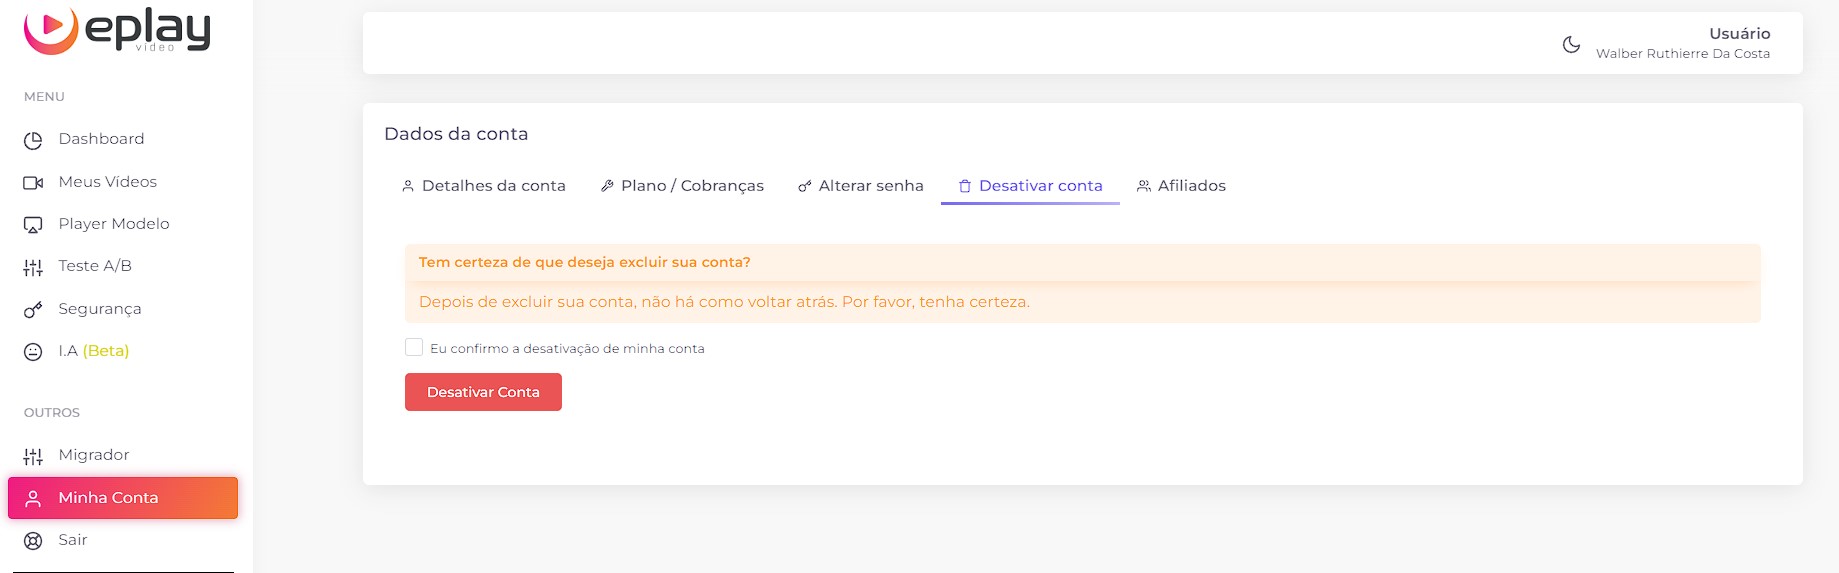 eplay
video
MENU
Dashboard
Meus Vídeos
Player Modelo
Teste A/B
Segurança
I.A (Beta)
OUTROS
Migrador
Minha Conta
Sair
Usuário
Walber Ruthierre Da Costa
Dados da conta
Detalhes da conta
Plano / Cobranças
Alterar senha
Desativar conta
Afiliados
Tem certeza de que deseja excluir sua conta?
Depois de excluir sua conta, não há como voltar atrás. Por favor, tenha certeza.
Eu confirmo a desativação de minha conta
Desativar Conta